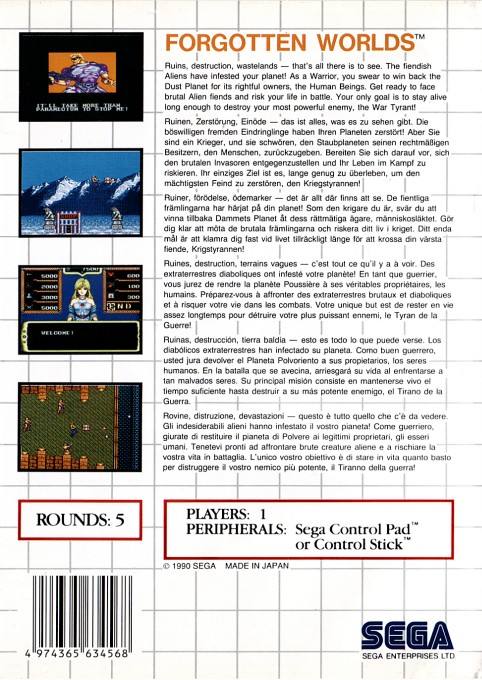 FORGOTTEN WORLDS™
Ruins, destruction, wastelands — that's all there is to see. The fiendish
Aliens have infested your planet! As a Warrior, you swear to win back the
Dust Planet for its rightful owners, the Human Beings. Get ready to face
brutal Alien fiends and risk your life in battle. Your only goal is to stay alive
long enough to destroy your most powerful enemy, the War Tyrant!
Ruinen, Zerstörung, Einöde — das ist alles, was es zu sehen gibt. Die
böswilligen fremden Eindringlinge haben Ihren Planeten zerstört! Aber Sie
sind ein Krieger, und sie schwören, den Staubplaneten seinen rechtmäßigen
Besitzern, den Menschen, zurückzugeben. Bereiten Sie sich darauf vor, sich
den brutalen Invasoren entgegenzustellen und Ihr Leben im Kampf zu
riskieren. Ihr einziges Ziel ist es, lange genug zu überleben, um den
mächtigsten Feind zu zerstören, den Kriegstyrannen!
Ruiner, förödelse, ödemarker — det är allt där finns att se. De fientliga
främlingarna har härjat på din planet! Som den krigare du är, svär du att
vinna tillbaka Dammets Planet åt dess rättmätiga ägare, människosläktet. Gör
dig klar att möta de brutala främlingarna och riskera ditt liv i kriget. Ditt enda
mål är att klamra dig fast vid livet tillräckligt länge för att krossa din värsta
fiende, Krigstyrannen!
Ruines, destruction, terrains vagues — c'est tout ce qu'il y a à voir. Des
extraterrestres diaboliques ont infesté votre planète! En tant que guerrier,
vous jurez de rendre la planète Poussière à ses véritables propriétaires, les
humains. Préparez-vous à affronter des extraterrestres brutaux et diaboliques
et à risquer votre vie dans les combats. Votre unique but est de rester en vie
assez longtemps pour détruire votre plus puissant ennemi, le Tyran de la
Guerre!
Ruinas, destrucción, tierra baldía — esto es todo lo que puede verse. Los
diabólicos extraterrestres han infectado su planeta. Como buen guerrero,
usted jura devolver el Planeta Polvoriento a sus propietarios, los seres
humanos. En la batalla que se avecina, arriesgará su vida al enfrentarse a
tan malvados seres. Su principal misión consiste en mantenerse vivo el
tiempo suficiente hasta destruir a su más potente enemigo, el Tirano de la
Guerra.
Rovine, distruzione, devastazioni — questo è tutto quello che c'è da vedere.
Gli indesiderabili alieni hanno infestato il vostro pianeta! Come guerriero,
giurate di restituire il pianeta di Polvere ai legittimi proprietari, gli esseri
umani. Tenetevi pronti ad affrontare brute creature aliene e a rischiare la
vostra vita in battaglia. L'unico vostro obiettivo è di stare in vita quanto basto
per distruggere il vostro nemico più potente, il Tiranno della guerra!
IT'LL TAKE MORE THAN
PARAMECIUM TO STOP ME!
7500
5000
600
2000
100
3000
300
5000
END
WELCOME!
ROUNDS: 5
PLAYERS: 1
PERIPHERALS: Sega Control Pad™
or Control Stick™
© 1990 SEGA MADE IN JAPAN
4 974365 634568
SEGA
SEGA ENTERPRISES LTD